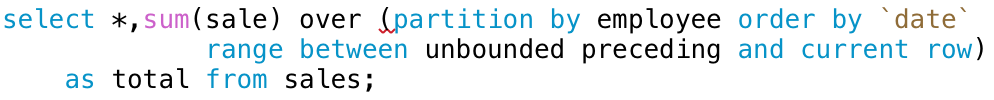 select *,sum(sale) over (partition by employee order by `date`
range between unbounded preceding and current row)
as total from sales;